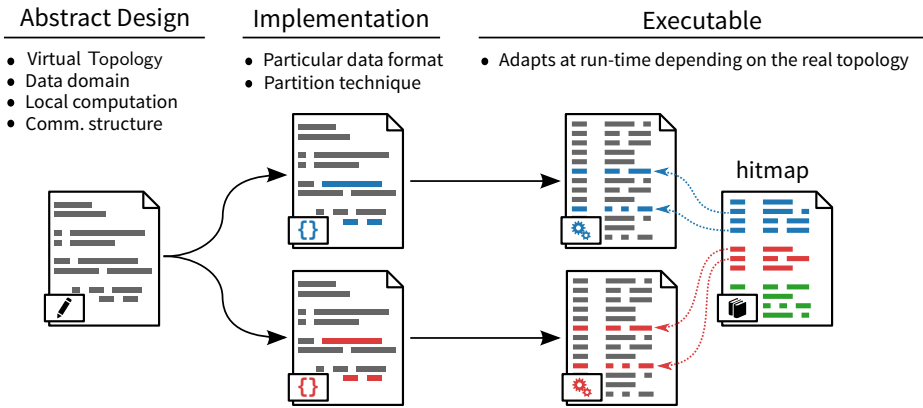 Abstract Design
• Virtual Topology
• Data domain
• Local computation
• Comm. structure
Implementation
• Particular data format
• Partition technique
Executable
• Adapts at run-time depending on the real topology
{}
{}
hitmap